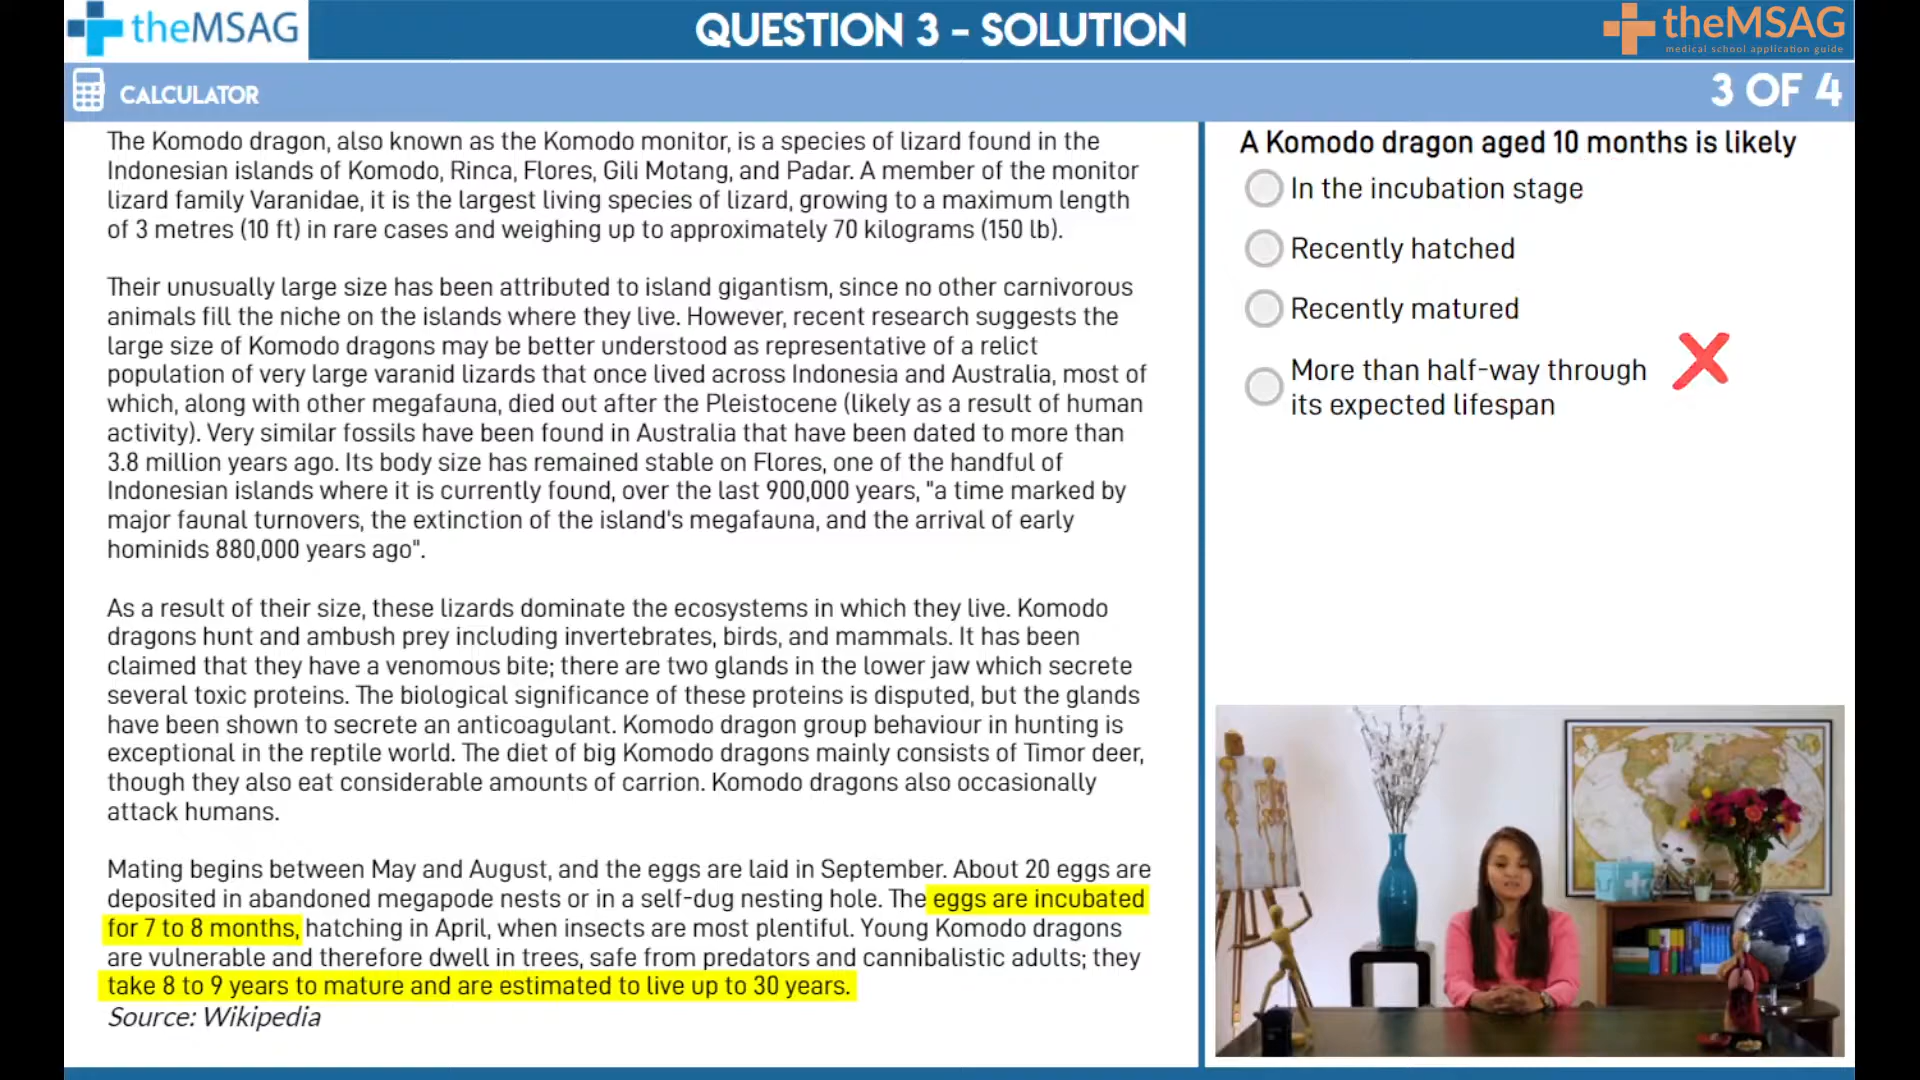 theMSAG
QUESTION 3 - SOLUTION
theMSAG
medical school application guide
CALCULATOR
3 OF 4
The Komodo dragon, also known as the Komodo monitor, is a species of lizard found in the
Indonesian islands of Komodo, Rinca, Flores, Gili Motang, and Padar. A member of the monitor
lizard family Varanidae, it is the largest living species of lizard, growing to a maximum length
of 3 metres (10 ft) in rare cases and weighing up to approximately 70 kilograms (150 lb).
Their unusually large size has been attributed to island gigantism, since no other carnivorous
animals fill the niche on the islands where they live. However, recent research suggests the
large size of Komodo dragons may be better understood as representative of a relict
population of very large varanid lizards that once lived across Indonesia and Australia, most of
which, along with other megafauna, died out after the Pleistocene (likely as a result of human
activity). Very similar fossils have been found in Australia that have been dated to more than
3.8 million years ago. Its body size has remained stable on Flores, one of the handful of
Indonesian islands where it is currently found, over the last 900,000 years, "a time marked by
major faunal turnovers, the extinction of the island's megafauna, and the arrival of early
hominids 880,000 years ago".
As a result of their size, these lizards dominate the ecosystems in which they live. Komodo
dragons hunt and ambush prey including invertebrates, birds, and mammals. It has been
claimed that they have a venomous bite; there are two glands in the lower jaw which secrete
several toxic proteins. The biological significance of these proteins is disputed, but the glands
have been shown to secrete an anticoagulant. Komodo dragon group behaviour in hunting is
exceptional in the reptile world. The diet of big Komodo dragons mainly consists of Timor deer,
though they also eat considerable amounts of carrion. Komodo dragons also occasionally
attack humans.
Mating begins between May and August, and the eggs are laid in September. About 20 eggs are
deposited in abandoned megapode nests or in a self-dug nesting hole. The eggs are incubated
for 7 to 8 months, hatching in April, when insects are most plentiful. Young Komodo dragons
are vulnerable and therefore dwell in trees, safe from predators and cannibalistic adults; they
take 8 to 9 years to mature and are estimated to live up to 30 years.
Source: Wikipedia
A Komodo dragon aged 10 months is likely
In the incubation stage
Recently hatched
Recently matured
More than half-way through
its expected lifespan